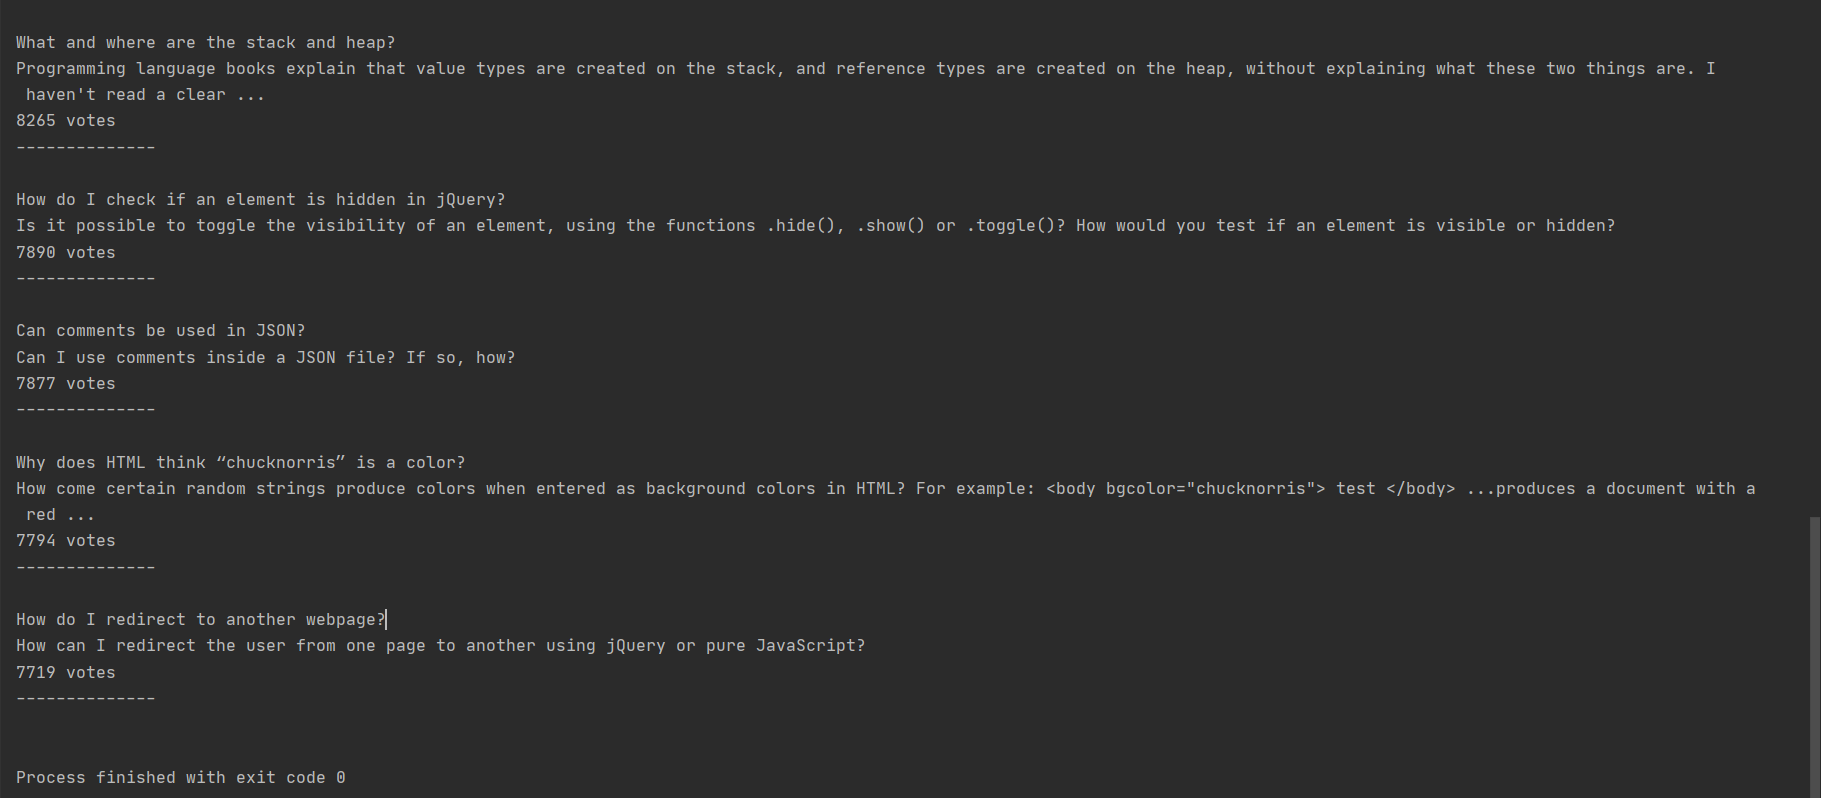 What and where are the stack and heap?
Programming language books explain that value types are created on the stack, and reference types are created on the heap, without explaining what these two things are. I
haven't read a clear ...
8265 votes
--------------
How do I check if an element is hidden in jQuery?
Is it possible to toggle the visibility of an element, using the functions .hide(), .show() or .toggle()? How would you test if an element is visible or hidden?
7890 votes
--------------
Can comments be used in JSON?
Can I use comments inside a JSON file? If so, how?
7877 votes
--------------
Why does HTML think “chucknorris” is a color?
How come certain random strings produce colors when entered as background colors in HTML? For example: <body bgcolor="chucknorris"> test </body> ...produces a document with a
red ...
7794 votes
--------------
How do I redirect to another webpage?
How can I redirect the user from one page to another using jQuery or pure JavaScript?
7719 votes
--------------
Process finished with exit code 0